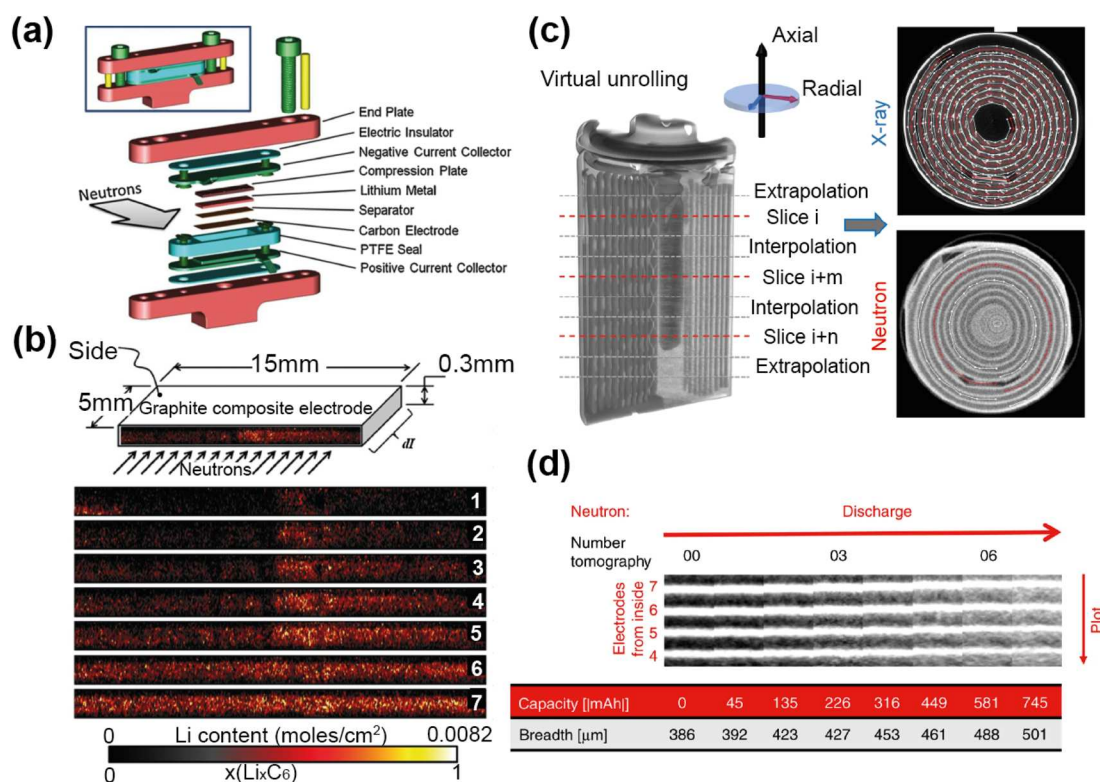 (a)
End Plate
Electric Insulator
Negative Current Collector
Compression Plate
Lithium Metal
Separator
Carbon Electrode
PTFE Seal
Positive Current Collector
Neutrons
(b)
Side
15mm
0.3mm
5mm
Graphite composite electrode
dI
Neutrons
1
2
3
4
5
6
7
0 Li content (moles/cm²) 0.0082
0 x(LiₓC₆) 1
(c)
Virtual unrolling
Axial
Radial
Extrapolation
Slice i
Interpolation
Slice i+m
Interpolation
Slice i+n
Extrapolation
X-ray
Neutron
(d)
Neutron: Discharge
Number
tomography
00 03 06
Electrodes
from inside
7
6
5
4
Plot
Capacity [|mAh|] 0 45 135 226 316 449 581 745
Breadth [μm] 386 392 423 427 453 461 488 501